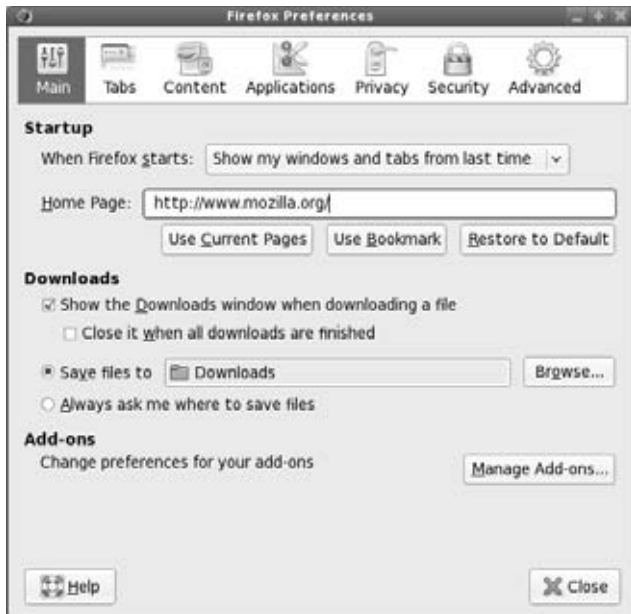 Firefox Preferences
Main Tabs Content Applications Privacy Security Advanced
Startup
When Firefox starts: Show my windows and tabs from last time
Home Page: http://www.mozilla.org/
Use Current Pages Use Bookmark Restore to Default
Downloads
Show the Downloads window when downloading a file
Close it when all downloads are finished
Save files to Downloads Browse...
Always ask me where to save files
Add-ons
Change preferences for your add-ons Manage Add-ons...
Help Close